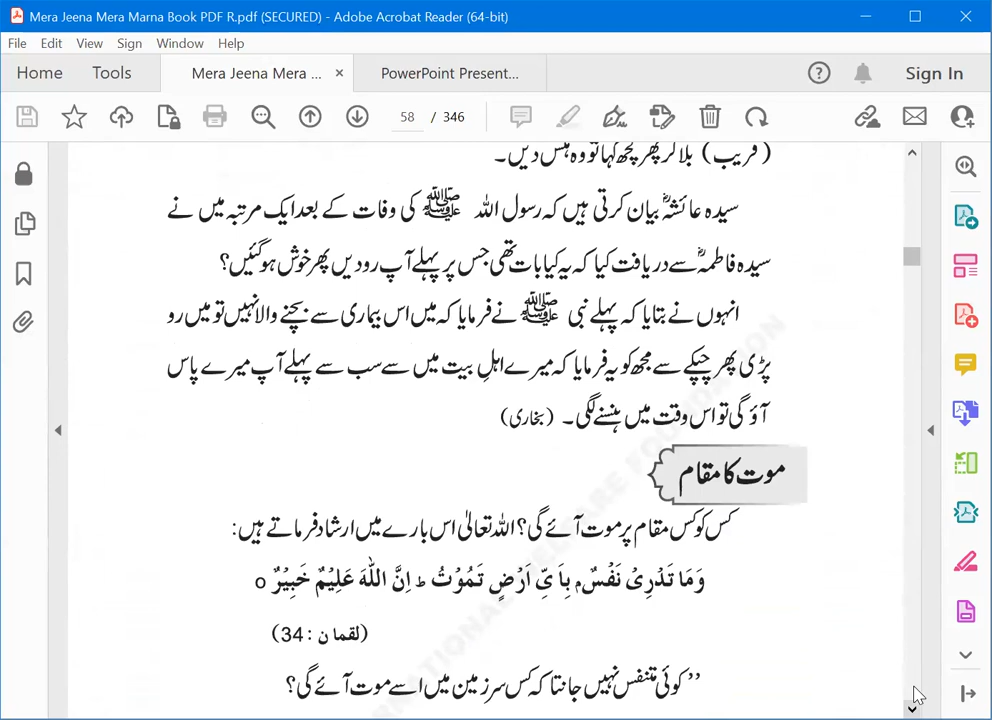 Mera Jeena Mera Marna Book PDF R.pdf (SECURED) - Adobe Acrobat Reader (64-bit)
File Edit View Sign Window Help
Home Tools Mera Jeena Mera ... × PowerPoint Present... Sign In
58 / 346
(قریب) بلا کر پھر کچھ کہا تو وہ ہنس دیں۔
سیدہ عائشہؓ بیان کرتی ہیں کہ رسول اللہ ﷺ کی وفات کے بعد ایک مرتبہ میں نے
سیدہ فاطمہؓ سے دریافت کیا کہ یہ کیا بات تھی جس پر پہلے آپ رو دیں پھر خوش ہو گئیں؟
انہوں نے بتایا کہ پہلے نبی ﷺ نے فرمایا کہ میں اس بیماری سے بچنے والا نہیں تو میں رو
پڑی پھر چپکے سے مجھ کو یہ فرمایا کہ میرے اہلِ بیت میں سے سب سے پہلے آپ میرے پاس
آؤ گی تو اس وقت میں ہنسنے لگی۔ (بخاری)
موت کا مقام
کس کو کس مقام پر موت آئے گی؟ اللہ تعالیٰ اس بارے میں ارشاد فرماتے ہیں:
وَمَا تَدْرِیْ نَفْسٌۢ بِاَیِّ اَرْضٍ تَمُوْتُ ط اِنَّ اللّٰہَ عَلِیْمٌ خَبِیْرٌ o
(لقمان : 34)
’’کوئی متنفس نہیں جانتا کہ کس سرزمین میں اسے موت آئے گی؟